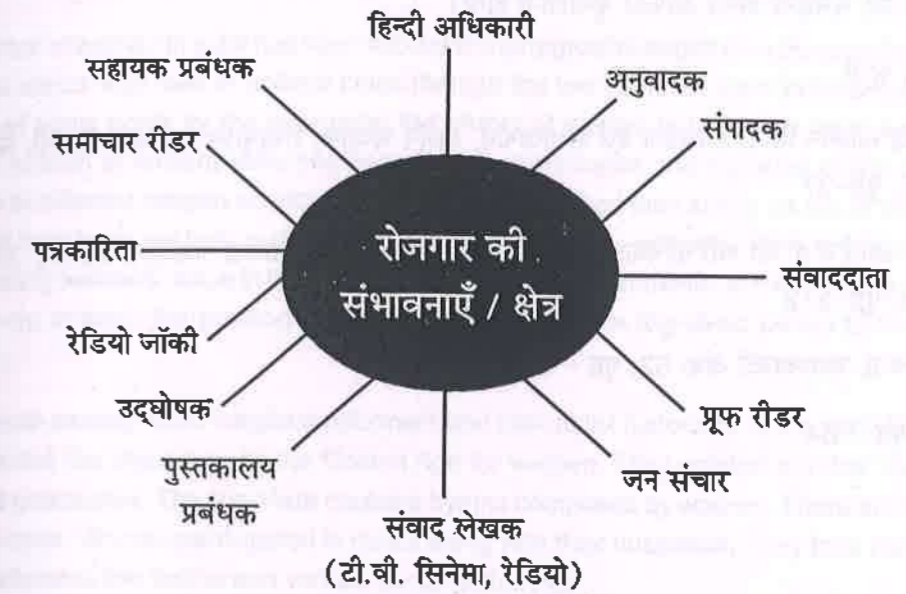 हिन्दी अधिकारी
सहायक प्रबंधक
अनुवादक
समाचार रीडर
संपादक
पत्रकारिता
रोजगार की
संभावनाएँ / क्षेत्र
संवाददाता
रेडियो जॉकी
उद्घोषक
प्रूफ रीडर
पुस्तकालय
प्रबंधक
जन संचार
संवाद लेखक
(टी.वी. सिनेमा, रेडियो)